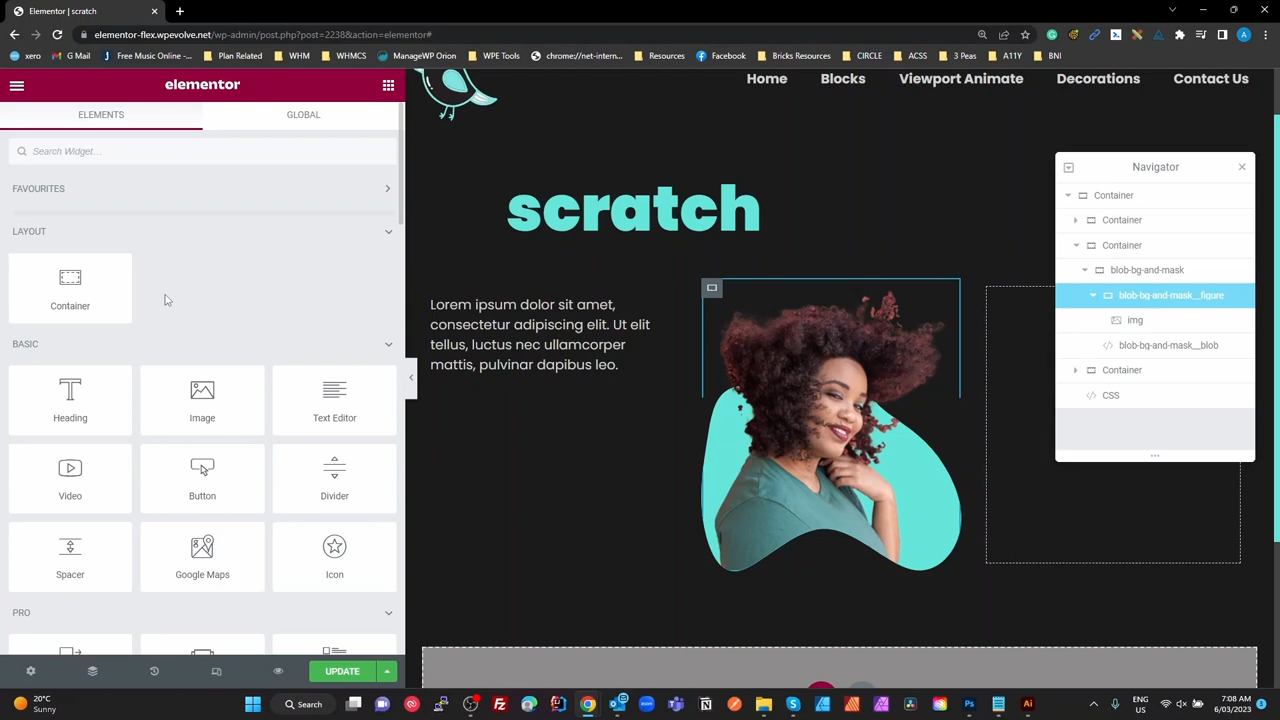 Elementor | scratch
elementor-flex.wpevolve.net/wp-admin/post.php?post=2238&action=elementor#
xero
G Mail
Plan Related
WHM
WHMCS
ManageWP Orion
WPE Tools
chrome://net-intern...
Resources
Facebook
Bricks Resources
CIRCLE
ACSS
3 Peas
A11Y
BNI
elementor
ELEMENTS
GLOBAL
Search Widget...
FAVOURITES
LAYOUT
Container
BASIC
Heading
Image
Text Editor
Video
Button
Divider
Spacer
Google Maps
Icon
PRO
UPDATE
Home
Blocks
Viewport Animate
Decorations
Contact Us
scratch
Lorem ipsum dolor sit amet,
consectetur adipiscing elit. Ut elit
tellus, luctus nec ullamcorper
mattis, pulvinar dapibus leo.
Navigator
Container
Container
Container
blob-bg-and-mask
blob-bg-and-mask__figure
img
blob-bg-and-mask__blob
Container
CSS
20°C
Sunny
Search
ENG
US
7:08 AM
6/03/2023